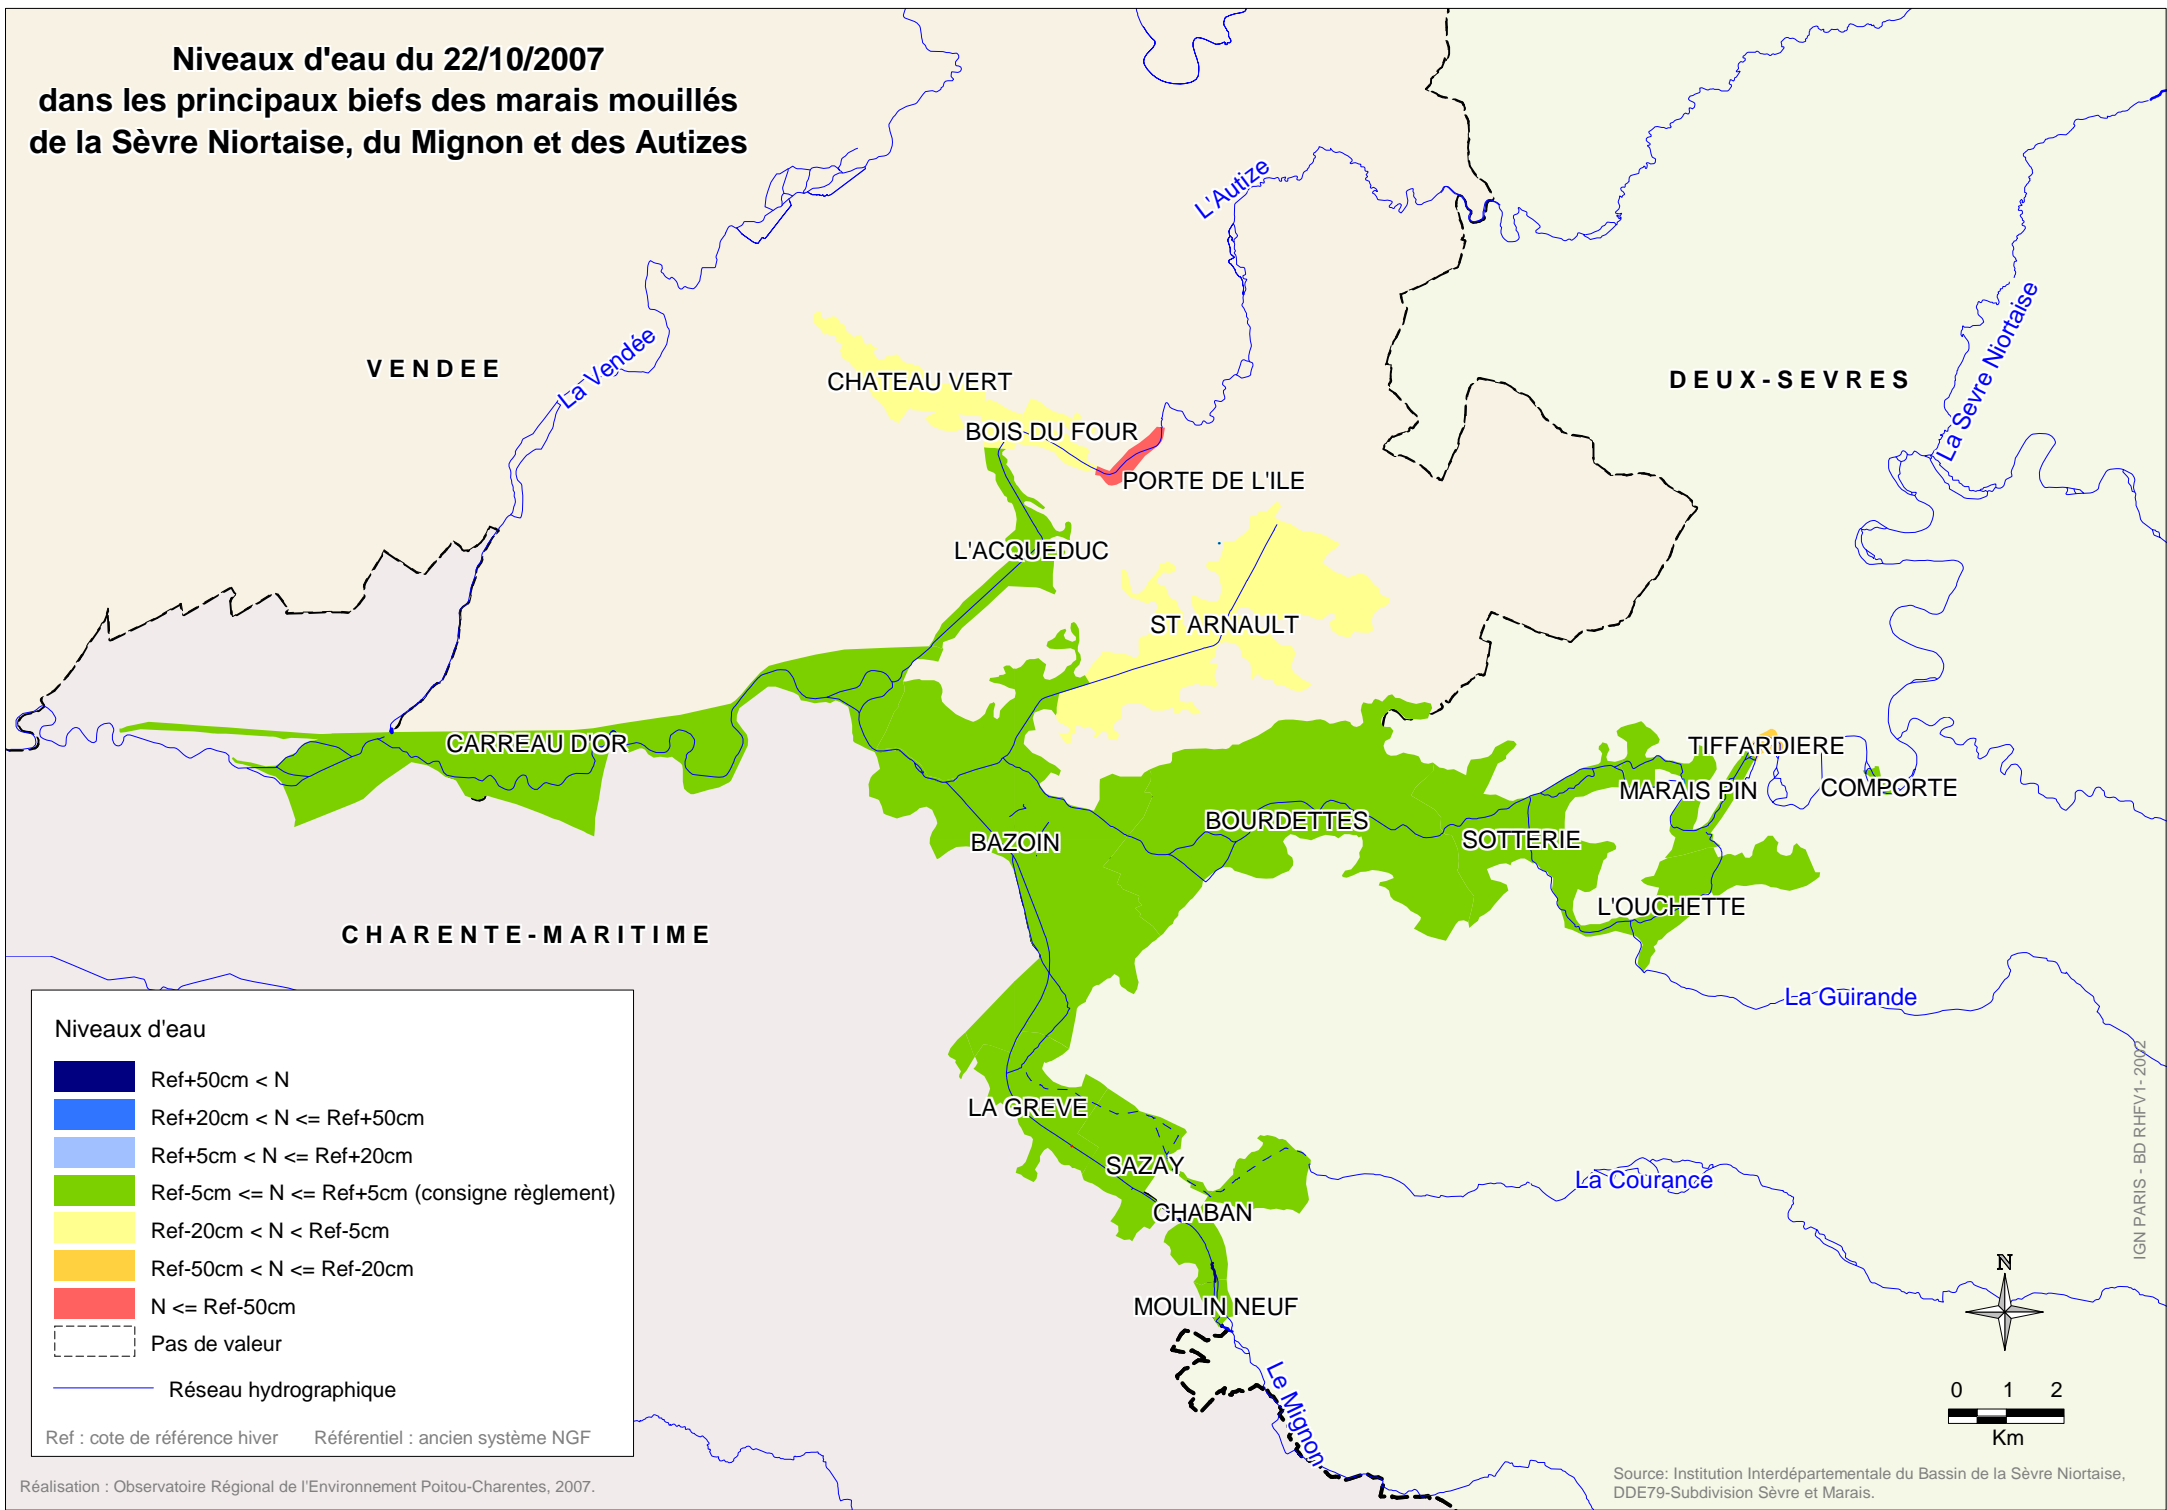 Niveaux d'eau du 22/10/2007
dans les principaux biefs des marais mouillés
de la Sèvre Niortaise, du Mignon et des Autizes
L'Autize
La Vendée
VENDEE
DEUX-SEVRES
La Sevre Niortaise
CHATEAU VERT
BOIS DU FOUR
PORTE DE L'ILE
L'ACQUEDUC
ST ARNAULT
CARREAU D'OR
TIFFARDIERE
MARAIS PIN
COMPORTE
BOURDETTES
SOTTERIE
BAZOIN
L'OUCHETTE
CHARENTE-MARITIME
La Guirande
LA GREVE
SAZAY
La Courance
CHABAN
MOULIN NEUF
Le Mignon
Niveaux d'eau
Ref+50cm < N
Ref+20cm < N <= Ref+50cm
Ref+5cm < N <= Ref+20cm
Ref-5cm <= N <= Ref+5cm (consigne règlement)
Ref-20cm < N < Ref-5cm
Ref-50cm < N <= Ref-20cm
N <= Ref-50cm
Pas de valeur
Réseau hydrographique
Ref : cote de référence hiver Référentiel : ancien système NGF
Réalisation : Observatoire Régional de l'Environnement Poitou-Charentes, 2007.
IGN PARIS - BD RHFV1- 2002
N
0 1 2
Km
Source: Institution Interdépartementale du Bassin de la Sèvre Niortaise,
DDE79-Subdivision Sèvre et Marais.